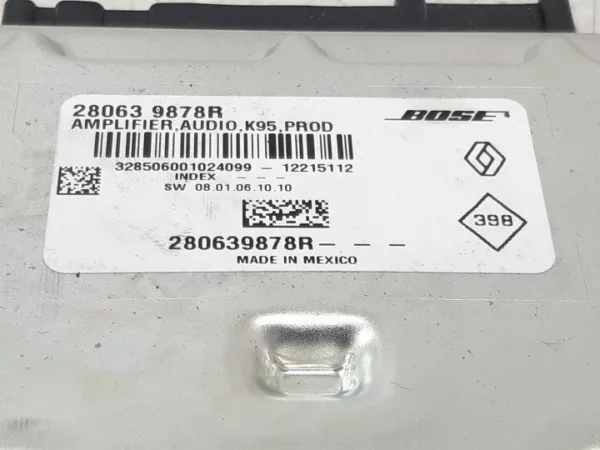 28063 9878R
BOSE
AMPLIFIER,AUDIO,K95,PROD
328506001024099 - 12215112
INDEX - - -
SW 08.01.06.10.10
398
280639878R- - -
MADE IN MEXICO